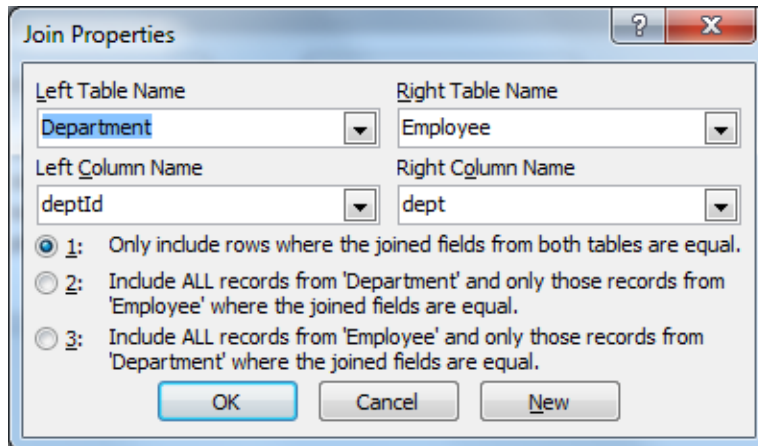 Join Properties
?
X
Left Table Name
Right Table Name
Department
Employee
Left Column Name
Right Column Name
deptId
dept
1: Only include rows where the joined fields from both tables are equal.
2: Include ALL records from 'Department' and only those records from
'Employee' where the joined fields are equal.
3: Include ALL records from 'Employee' and only those records from
'Department' where the joined fields are equal.
OK
Cancel
New